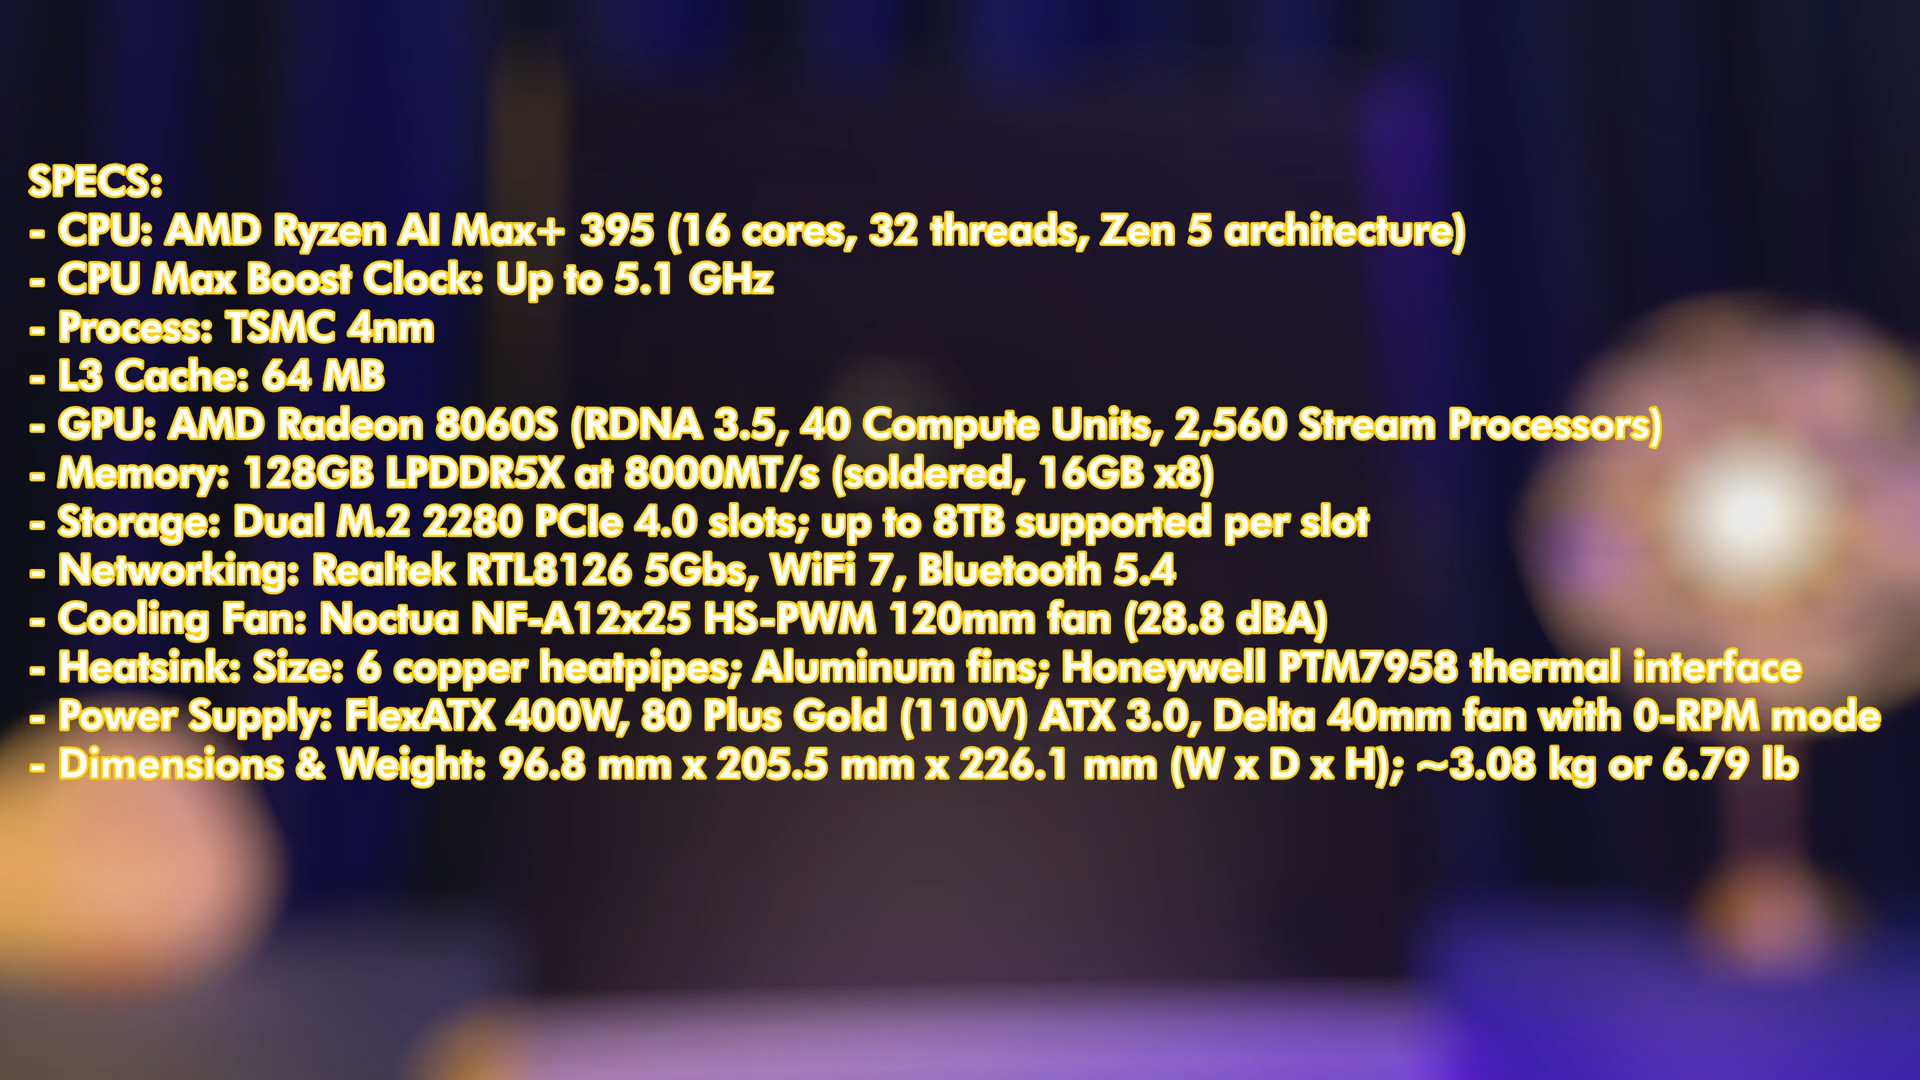 SPECS:
- CPU: AMD Ryzen AI Max+ 395 (16 cores, 32 threads, Zen 5 architecture)
- CPU Max Boost Clock: Up to 5.1 GHz
- Process: TSMC 4nm
- L3 Cache: 64 MB
- GPU: AMD Radeon 8060S (RDNA 3.5, 40 Compute Units, 2,560 Stream Processors)
- Memory: 128GB LPDDR5X at 8000MT/s (soldered, 16GB x8)
- Storage: Dual M.2 2280 PCIe 4.0 slots; up to 8TB supported per slot
- Networking: Realtek RTL8126 5Gbs, WiFi 7, Bluetooth 5.4
- Cooling Fan: Noctua NF-A12x25 HS-PWM 120mm fan (28.8 dBA)
- Heatsink: Size: 6 copper heatpipes; Aluminum fins; Honeywell PTM7958 thermal interface
- Power Supply: FlexATX 400W, 80 Plus Gold (110V) ATX 3.0, Delta 40mm fan with 0-RPM mode
- Dimensions & Weight: 96.8 mm x 205.5 mm x 226.1 mm (W x D x H); ~3.08 kg or 6.79 lb